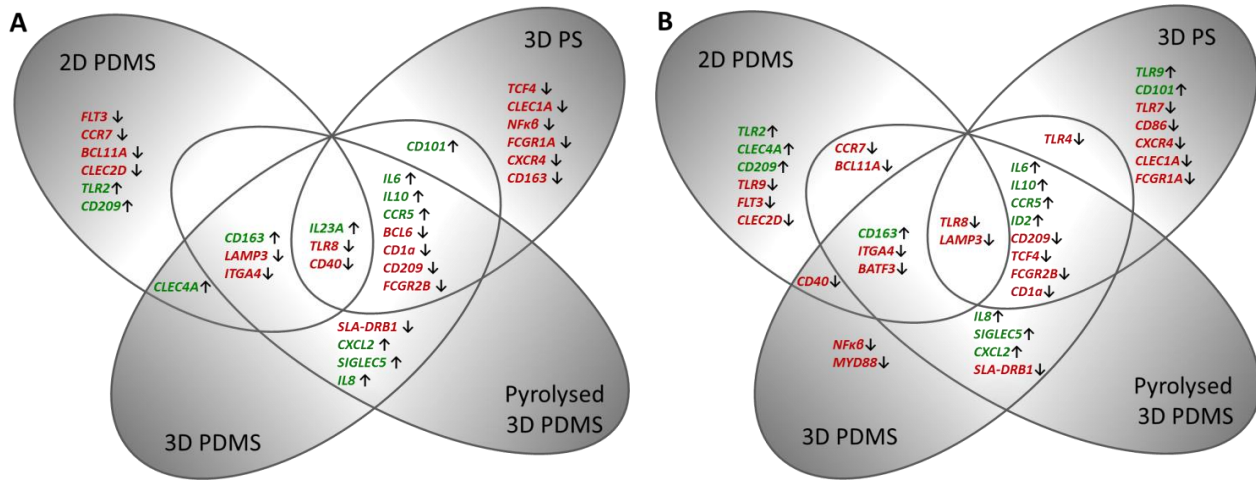 A
2D PDMS
3D PS
FLT3 ↓
CCR7 ↓
BCL11A ↓
CLEC2D ↓
TLR2 ↑
CD209 ↑
TCF4 ↓
CLEC1A ↓
NFκβ ↓
FCGR1A ↓
CXCR4 ↓
CD163 ↓
CD101 ↑
IL6 ↑
IL10 ↑
CCR5 ↑
BCL6 ↓
CD1a ↓
CD209 ↓
FCGR2B ↓
CD163 ↑
LAMP3 ↓
ITGA4 ↓
IL23A ↑
TLR8 ↓
CD40 ↓
CLEC4A ↑
SLA-DRB1 ↓
CXCL2 ↑
SIGLEC5 ↑
IL8 ↑
3D PDMS
Pyrolysed
3D PDMS
B
2D PDMS
3D PS
TLR2 ↑
CLEC4A ↑
CD209 ↑
TLR9 ↓
FLT3 ↓
CLEC2D ↓
CCR7 ↓
BCL11A ↓
TLR4 ↓
TLR9 ↑
CD101 ↑
TLR7 ↓
CD86 ↓
CXCR4 ↓
CLEC1A ↓
FCGR1A ↓
IL6 ↑
IL10 ↑
CCR5 ↑
ID2 ↑
CD209 ↓
TCF4 ↓
FCGR2B ↓
CD1a ↓
CD163 ↑
ITGA4 ↓
BATF3 ↓
TLR8 ↓
LAMP3 ↓
CD40 ↓
NFκβ ↓
MYD88 ↓
IL8 ↑
SIGLEC5 ↑
CXCL2 ↑
SLA-DRB1 ↓
3D PDMS
Pyrolysed
3D PDMS